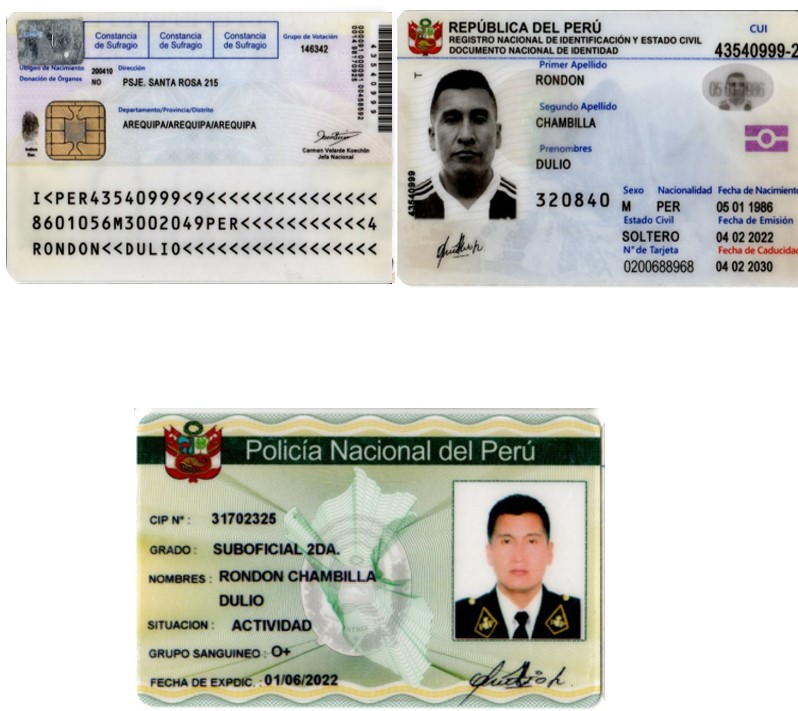 Constancia de Sufragio
Constancia de Sufragio
Constancia de Sufragio
Grupo de Votación
146342
Ubigeo de Nacimiento 200410
Donación de Órganos NO
Dirección
PSJE. SANTA ROSA 215
Departamento/Provincia/Distrito
AREQUIPA/AREQUIPA/AREQUIPA
Carmen Velarde Koechlin
Jefa Nacional
43540999
I<PER43540999<9<<<<<<<<<<<<<<<
8601056M3002049PER<<<<<<<<<<<4
RONDON<<DULIO<<<<<<<<<<<<<<<<<
REPÚBLICA DEL PERÚ
REGISTRO NACIONAL DE IDENTIFICACIÓN Y ESTADO CIVIL
DOCUMENTO NACIONAL DE IDENTIDAD
CUI
43540999-2
T
Primer Apellido
RONDON
05 01 1986
Segundo Apellido
CHAMBILLA
Prenombres
DULIO
43540999
320840
Sexo Nacionalidad Fecha de Nacimiento
M PER 05 01 1986
Estado Civil Fecha de Emisión
SOLTERO 04 02 2022
N° de Tarjeta Fecha de Caducidad
0200688968 04 02 2030
Policía Nacional del Perú
CIP N° : 31702325
GRADO : SUBOFICIAL 2DA.
NOMBRES : RONDON CHAMBILLA
DULIO
SITUACION : ACTIVIDAD
GRUPO SANGUINEO : O+
FECHA DE EXPDIC. : 01/06/2022